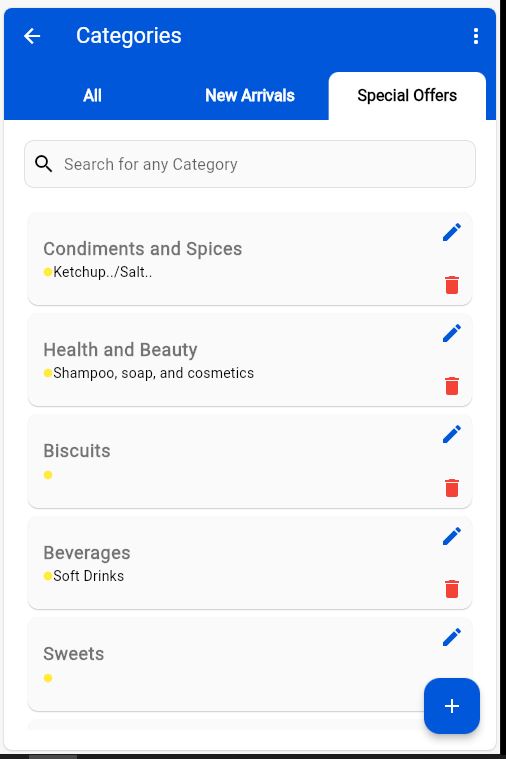 Categories
All New Arrivals Special Offers
Search for any Category
Condiments and Spices
Ketchup../Salt..
Health and Beauty
Shampoo, soap, and cosmetics
Biscuits
Beverages
Soft Drinks
Sweets